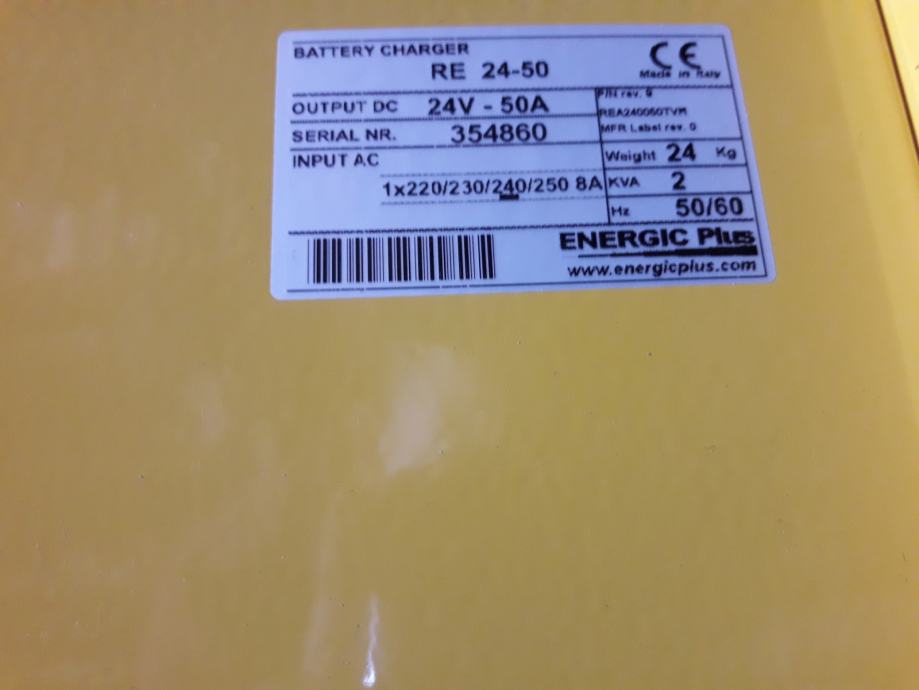 BATTERY CHARGER
RE 24-50
CE
Made in Italy
OUTPUT DC 24V - 50A
P/N rev. 9
REA240050TVM
SERIAL NR. 354860
MFR Label rev. 0
INPUT AC
Weight 24 Kg
1x220/230/240/250 8A
KVA 2
Hz 50/60
ENERGIC Plus
www.energicplus.com